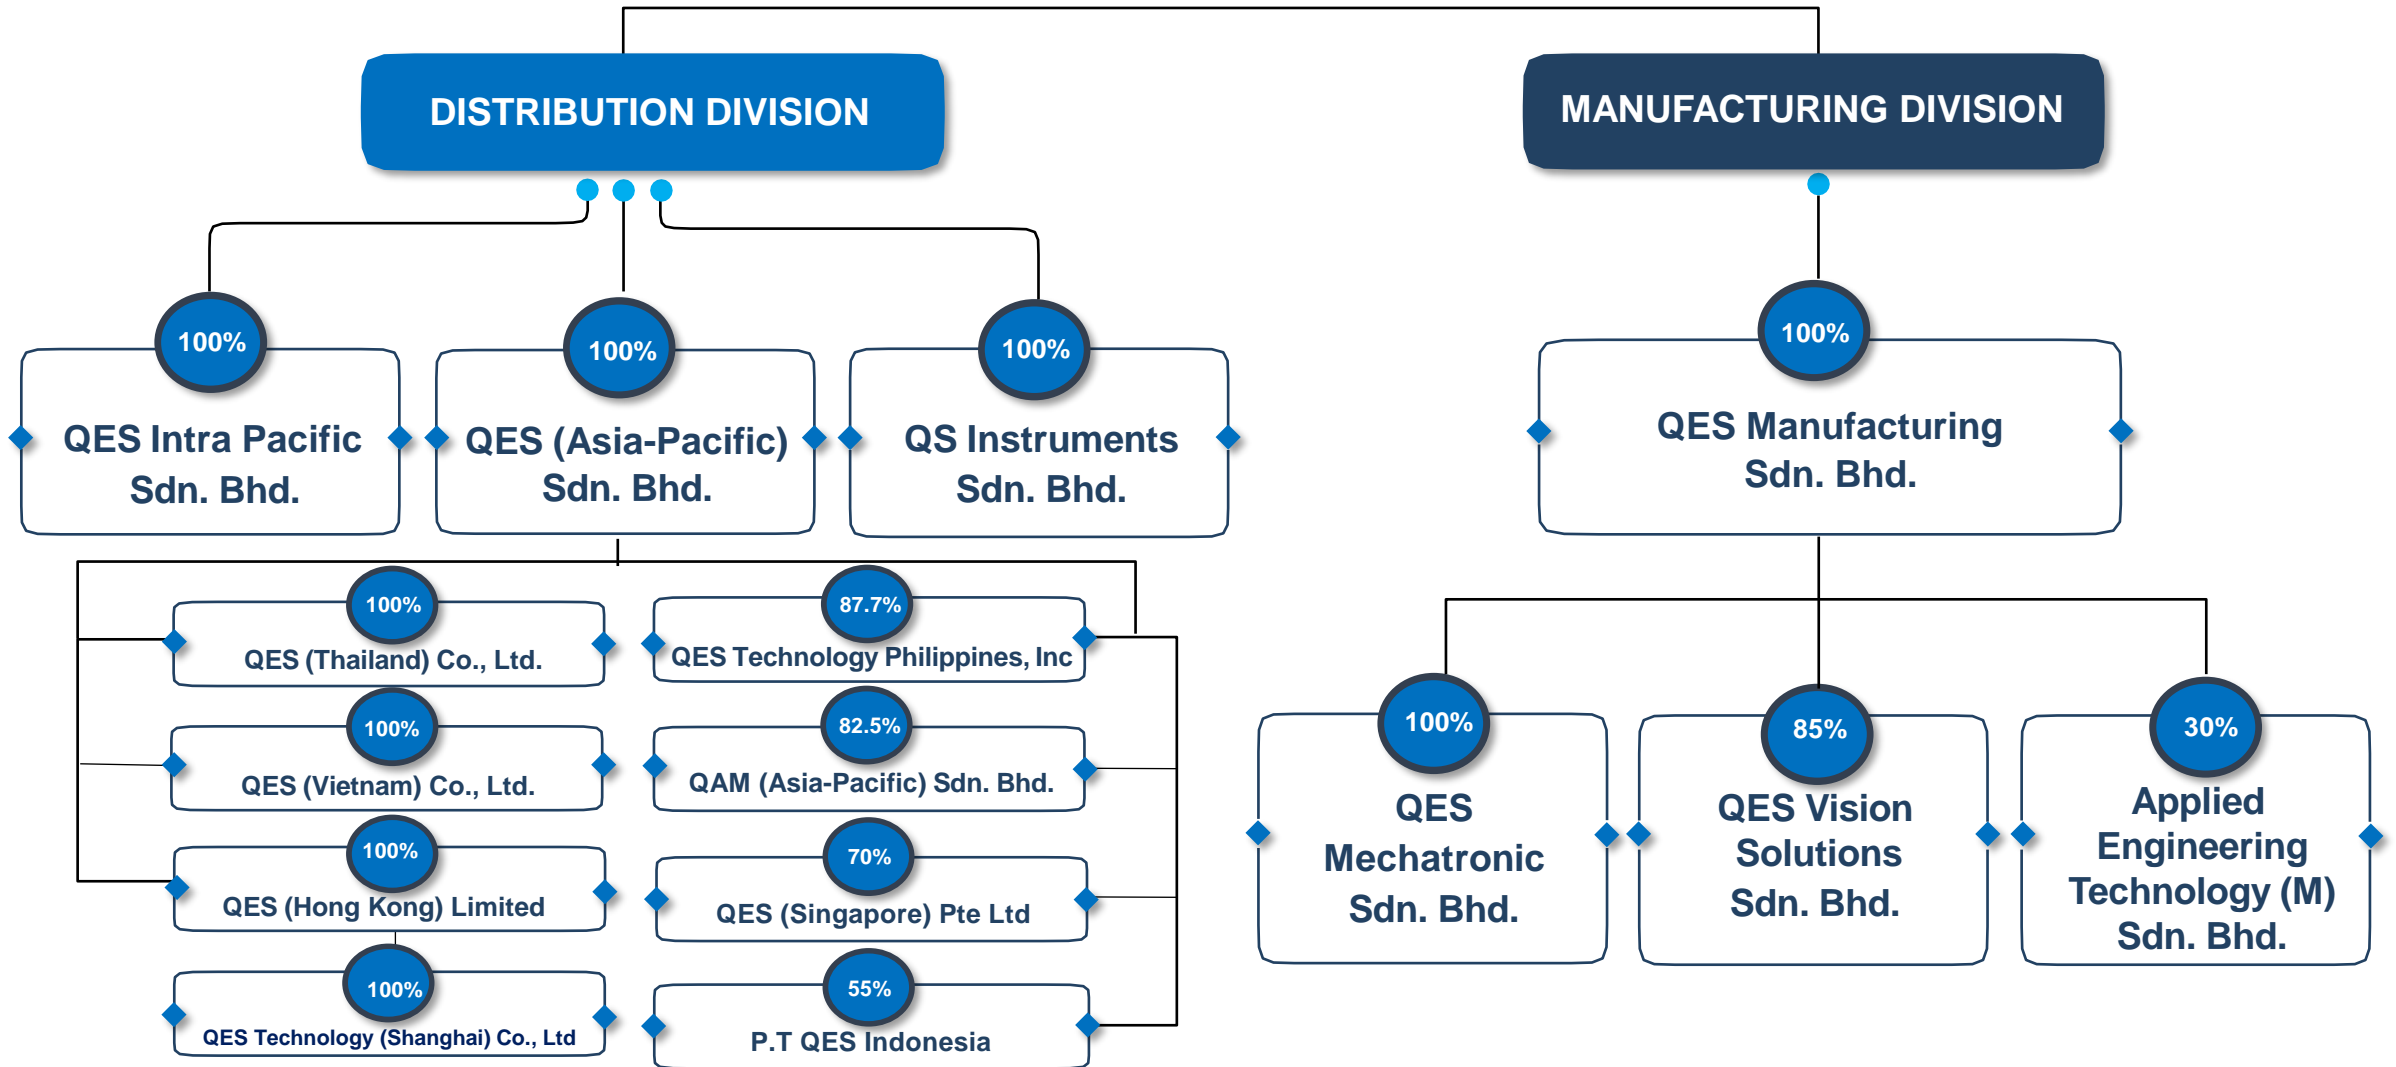 DISTRIBUTION DIVISION
MANUFACTURING DIVISION
100%
QES Intra Pacific
Sdn. Bhd.
100%
QES (Asia-Pacific)
Sdn. Bhd.
100%
QS Instruments
Sdn. Bhd.
100%
QES Manufacturing
Sdn. Bhd.
100%
QES (Thailand) Co., Ltd.
100%
QES (Vietnam) Co., Ltd.
100%
QES (Hong Kong) Limited
100%
QES Technology (Shanghai) Co., Ltd
87.7%
QES Technology Philippines, Inc
82.5%
QAM (Asia-Pacific) Sdn. Bhd.
70%
QES (Singapore) Pte Ltd
55%
P.T QES Indonesia
100%
QES
Mechatronic
Sdn. Bhd.
85%
QES Vision
Solutions
Sdn. Bhd.
30%
Applied
Engineering
Technology (M)
Sdn. Bhd.